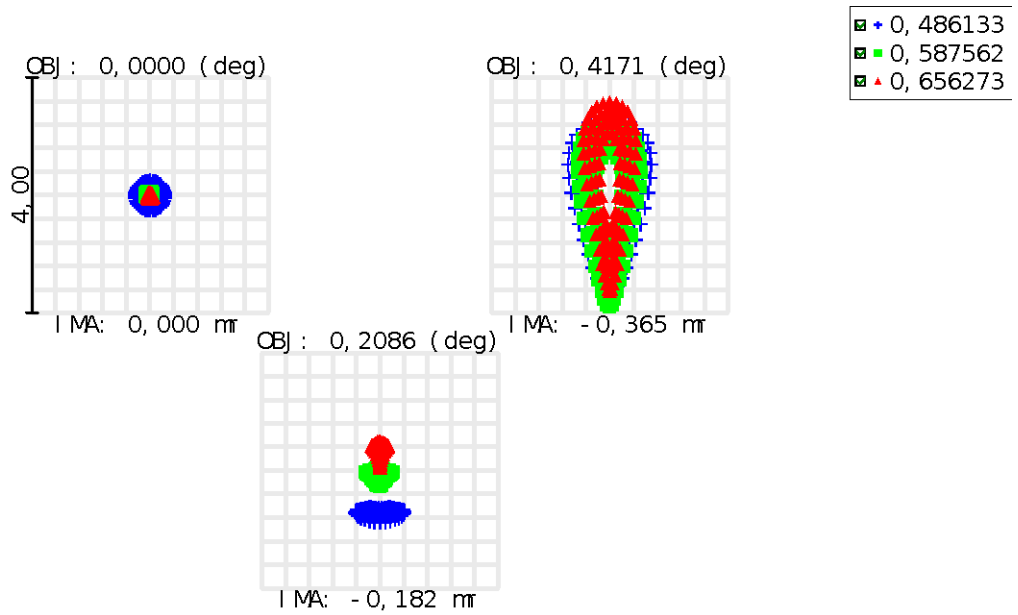 OBJ: 0,0000 (deg)
OBJ: 0,4171 (deg)
0,486133
0,587562
0,656273
4,00
IMA: 0,000 mm
IMA: -0,365 mm
OBJ: 0,2086 (deg)
IMA: -0,182 mm